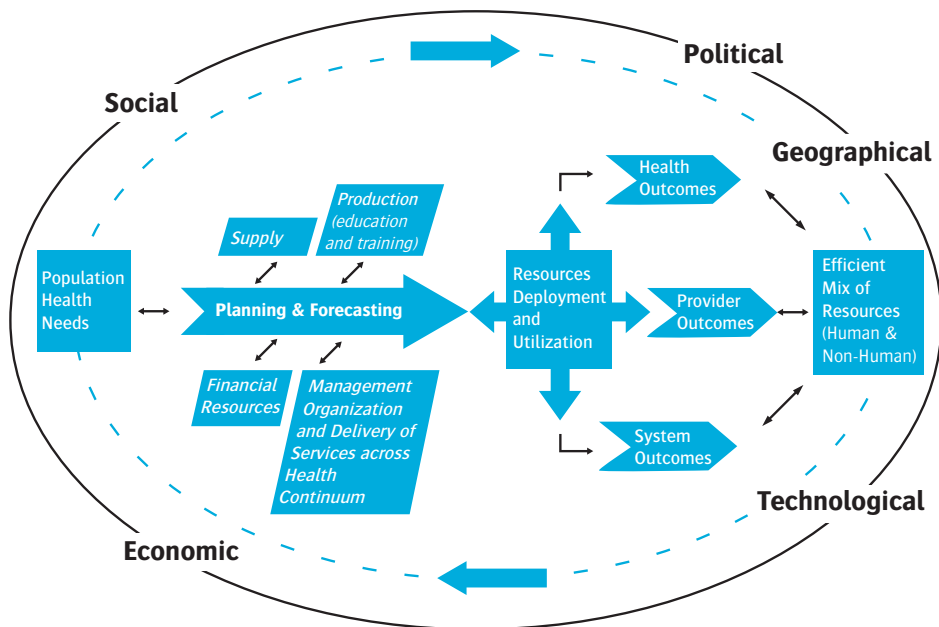 Political
Social
Geographical
Health
Outcomes
Production
(education
and training)
Supply
Population
Health
Needs
Planning & Forecasting
Resources
Deployment
and
Utilization
Provider
Outcomes
Efficient
Mix of
Resources
(Human &
Non-Human)
Financial
Resources
Management
Organization
and Delivery of
Services across
Health
Continuum
System
Outcomes
Technological
Economic